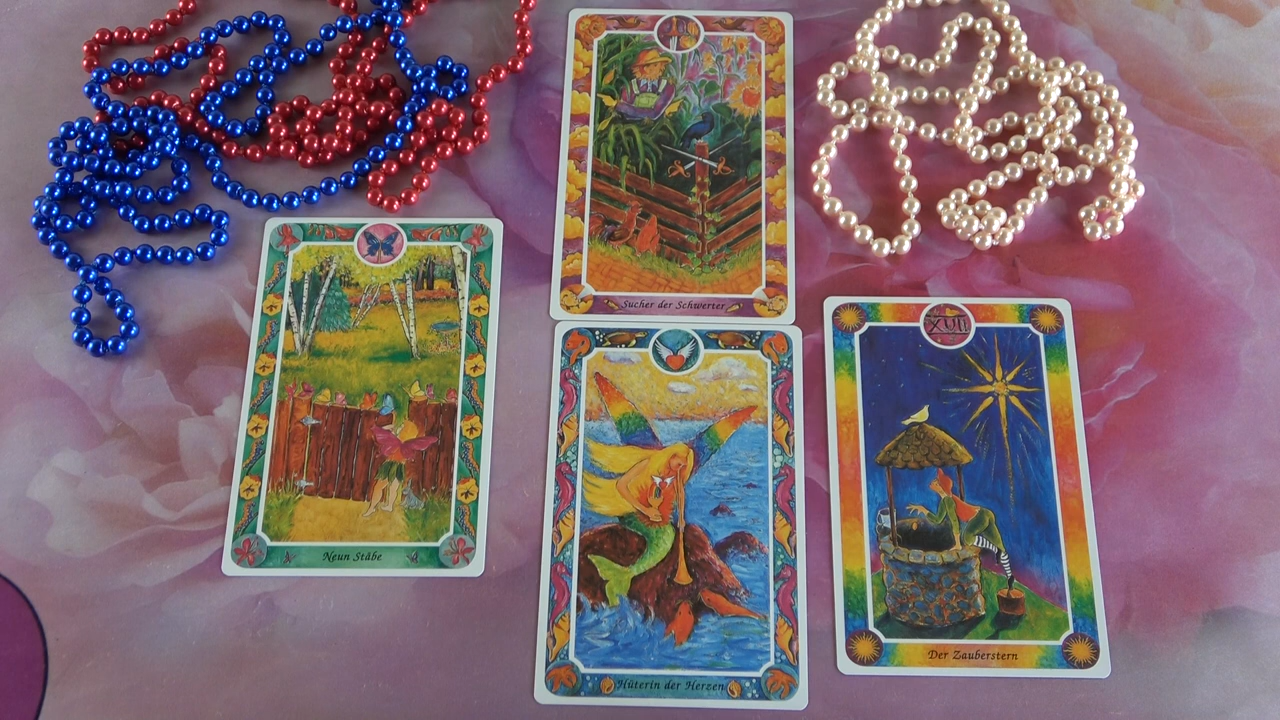 Sucher der Schwerter
Neun Stäbe
Hüterin der Herzen
XVII
Der Zauberstern